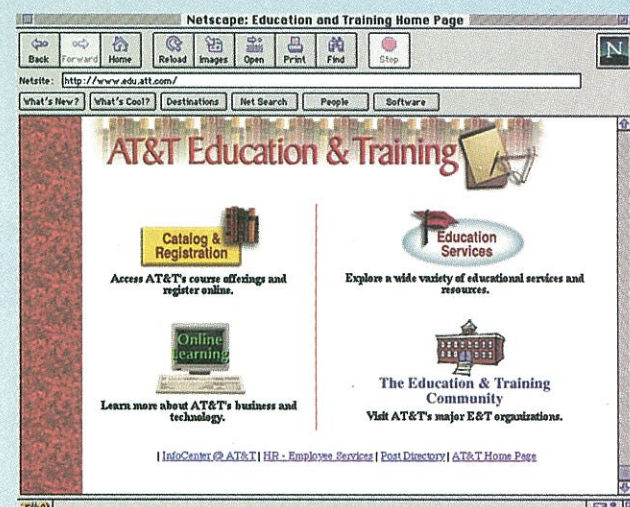 Netscape: Education and Training Home Page
Back Forward Home Reload Images Open Print Find Stop
N
Netsite: http://www.edu.att.com/
What's New? What's Cool? Destinations Net Search People Software
AT&T Education & Training
Catalog & Registration
Access AT&T's course offerings and
register online.
Education
Services
Explore a wide variety of educational services and
resources.
Online
Learning
Learn more about AT&T's business and
technology.
The Education & Training
Community
Visit AT&T's major E&T organizations.
| InfoCenter @ AT&T | HR - Employee Services | Post Directory | AT&T Home Page